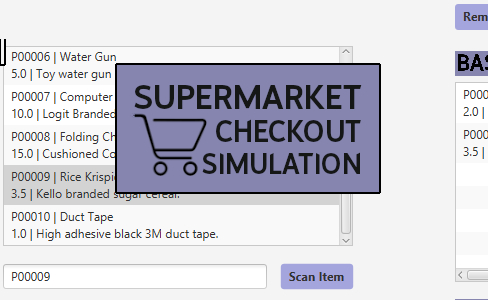 Rem
P00006 | Water Gun
5.0 | Toy water gun
P00007 | Computer
10.0 | Logit Branded
P00008 | Folding Ch
15.0 | Cushioned Co
P00009 | Rice Krispi
3.5 | Kello branded sugar cereal.
P00010 | Duct Tape
1.0 | High adhesive black 3M duct tape.
SUPERMARKET
CHECKOUT
SIMULATION
P00009
Scan Item
BAS
P000
2.0 |
P000
3.5 |